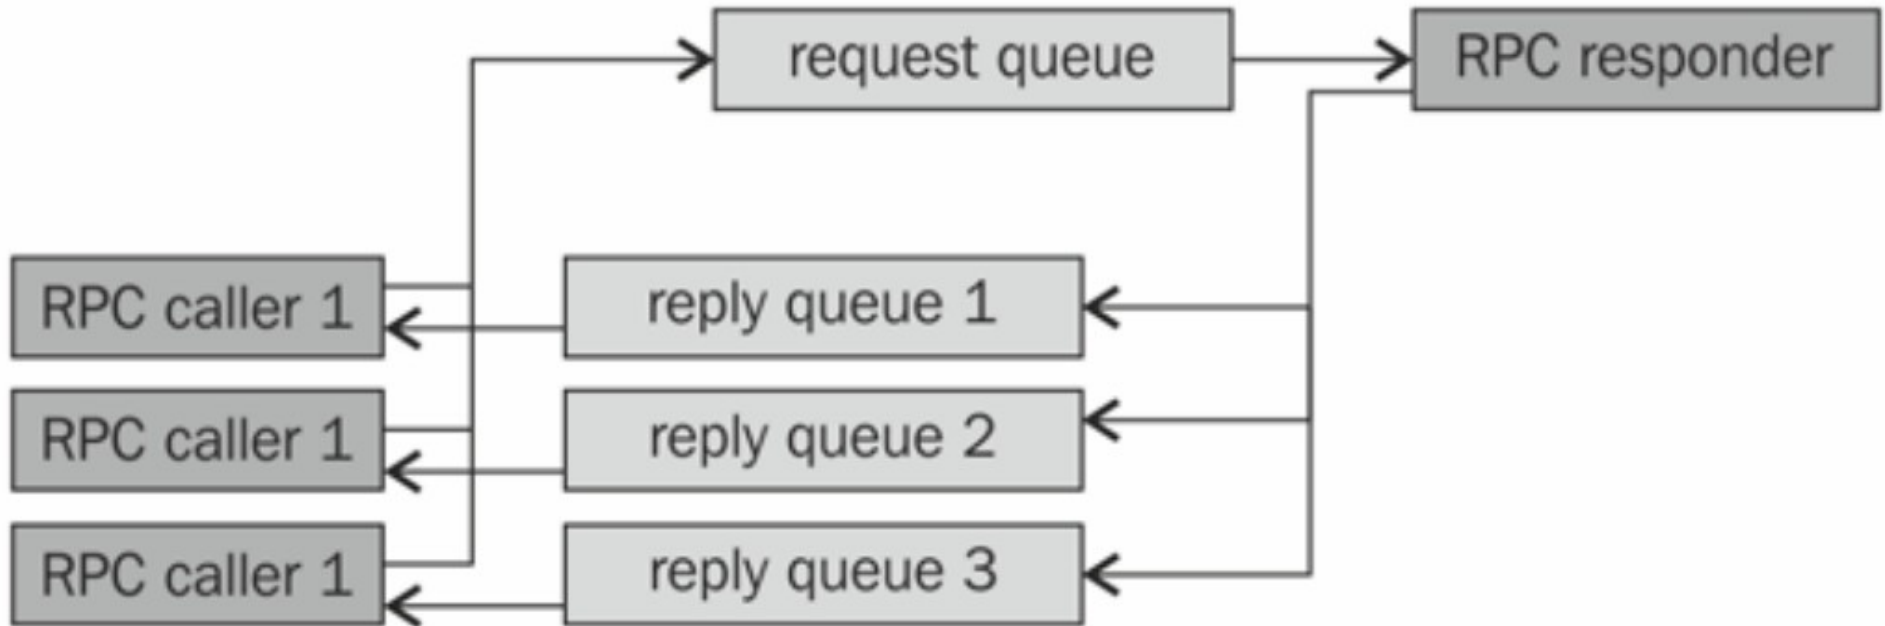 request queue
RPC responder
RPC caller 1
reply queue 1
RPC caller 1
reply queue 2
RPC caller 1
reply queue 3